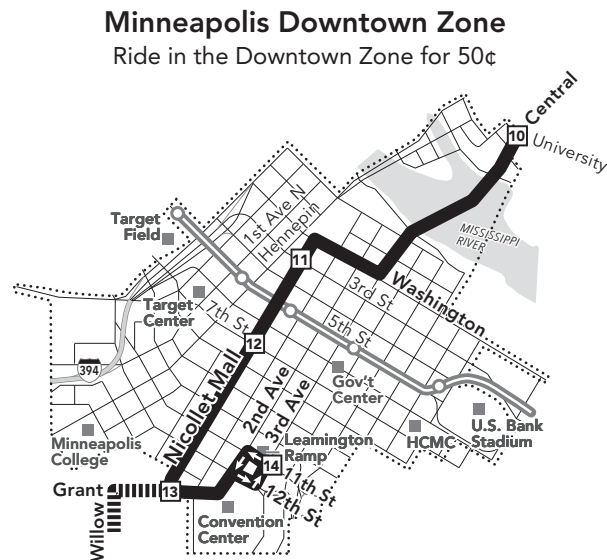 Minneapolis Downtown Zone
Ride in the Downtown Zone for 50¢
Central
10
University
MISSISSIPPI
RIVER
Target
Field
1st Ave N
Hennepin
11
Washington
3rd St
Target
Center
7th St
5th St
12
394
Nicollet Mall
2nd Ave
3rd Ave
Gov't
Center
U.S. Bank
Stadium
HCMC
Minneapolis
College
Leamington
Ramp
14
11th St
12th St
Grant
13
Willow
Convention
Center